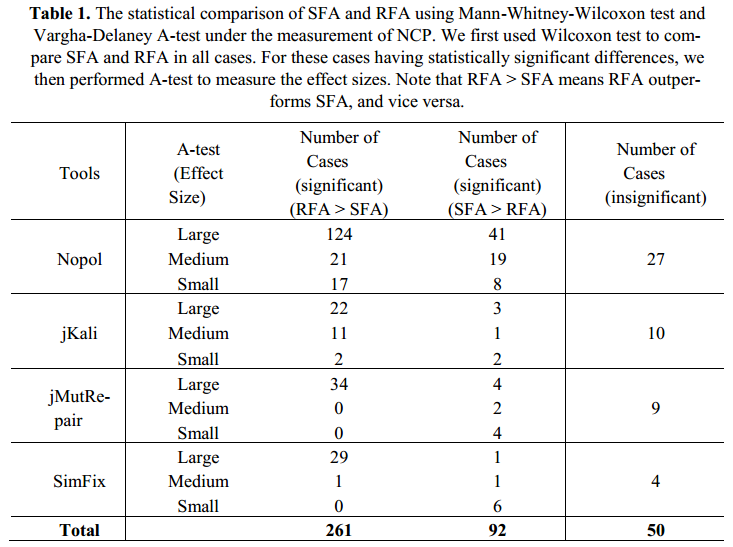 Table 1. The statistical comparison of SFA and RFA using Mann-Whitney-Wilcoxon test and
Vargha-Delaney A-test under the measurement of NCP. We first used Wilcoxon test to com-
pare SFA and RFA in all cases. For these cases having statistically significant differences, we
then performed A-test to measure the effect sizes. Note that RFA > SFA means RFA outper-
forms SFA, and vice versa.
Tools
A-test
(Effect
Size)
Number of
Cases
(significant)
(RFA > SFA)
Number of
Cases
(significant)
(SFA > RFA)
Number of
Cases
(insignificant)
Nopol
Large 124 41
Medium 21 19
Small 17 8
27
jKali
Large 22 3
Medium 11 1
Small 2 2
10
jMutRe-
pair
Large 34 4
Medium 0 2
Small 0 4
9
SimFix
Large 29 1
Medium 1 1
Small 0 6
4
Total 261 92 50